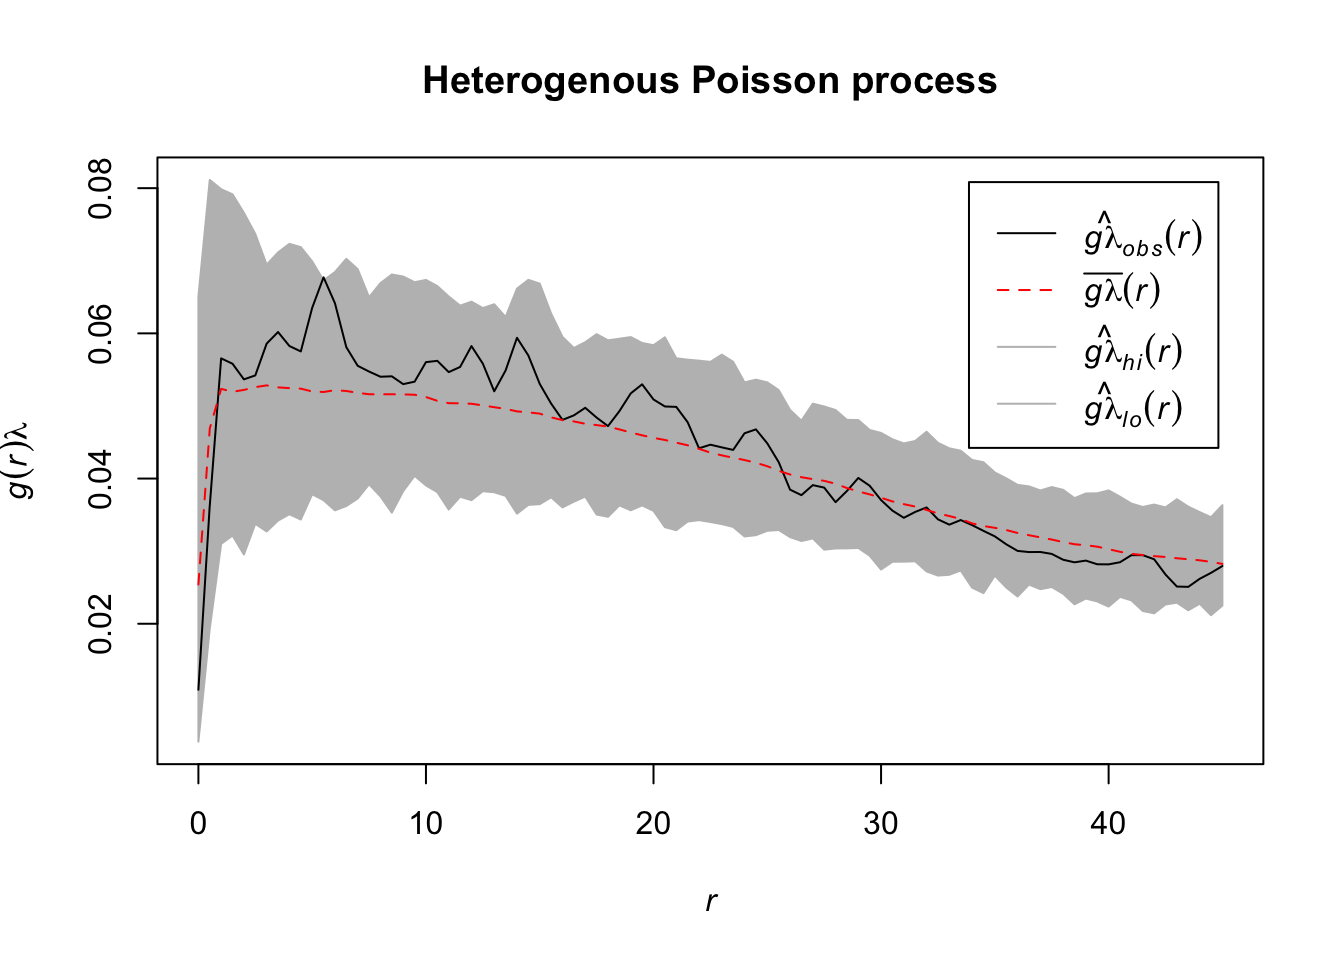 Heterogenous Poisson process
g(r)λ
0.08
0.06
0.04
0.02
0 10 20 30 40
r
gλ̂obs(r)
g̅λ̅(r)
gλ̂hi(r)
gλ̂lo(r)